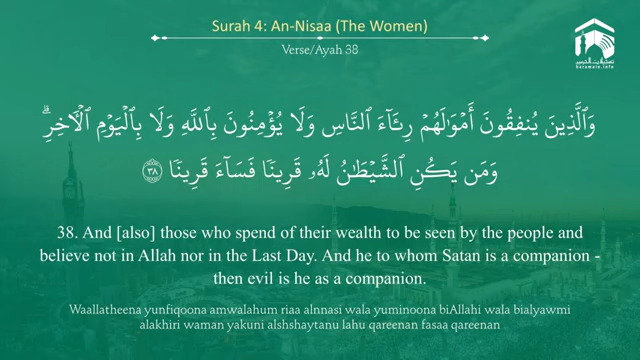 Surah 4: An-Nisaa (The Women)
Verse/Ayah 38
haramain.info
وَٱلَّذِينَ يُنفِقُونَ أَمْوَٰلَهُمْ رِئَآءَ ٱلنَّاسِ وَلَا يُؤْمِنُونَ بِٱللَّهِ وَلَا بِٱلْيَوْمِ ٱلْـَٔاخِرِ ۗ
وَمَن يَكُنِ ٱلشَّيْطَـٰنُ لَهُۥ قَرِينًا فَسَآءَ قَرِينًا ٣٨
38. And [also] those who spend of their wealth to be seen by the people and
believe not in Allah nor in the Last Day. And he to whom Satan is a companion -
then evil is he as a companion.
Waallatheena yunfiqoona amwalahum riaa alnnasi wala yuminoona biAllahi wala bialyawmi
alakhiri waman yakuni alshshaytanu lahu qareenan fasaa qareenan